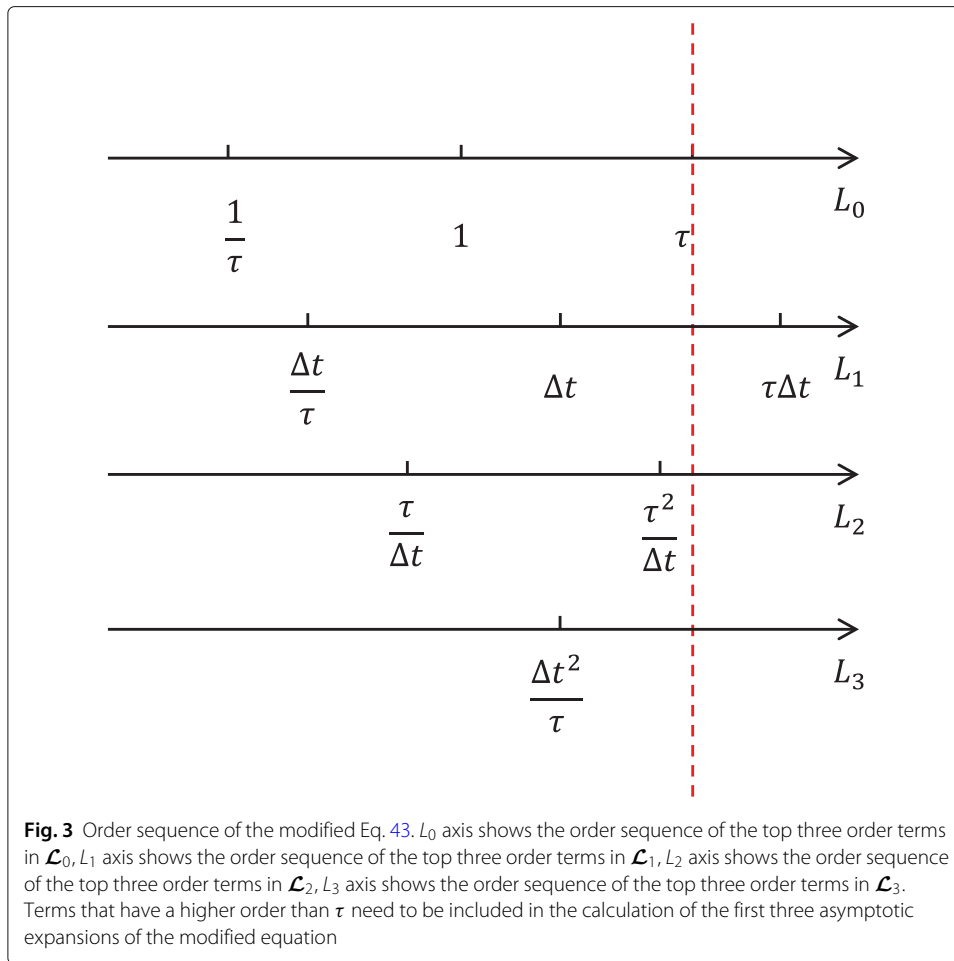 L₀
1/τ 1 τ
L₁
Δt/τ Δt τΔt
L₂
τ/Δt τ²/Δt
L₃
Δt²/τ
Fig. 3 Order sequence of the modified Eq. 43. L₀ axis shows the order sequence of the top three order terms
in 𝓛₀, L₁ axis shows the order sequence of the top three order terms in 𝓛₁, L₂ axis shows the order sequence
of the top three order terms in 𝓛₂, L₃ axis shows the order sequence of the top three order terms in 𝓛₃.
Terms that have a higher order than τ need to be included in the calculation of the first three asymptotic
expansions of the modified equation